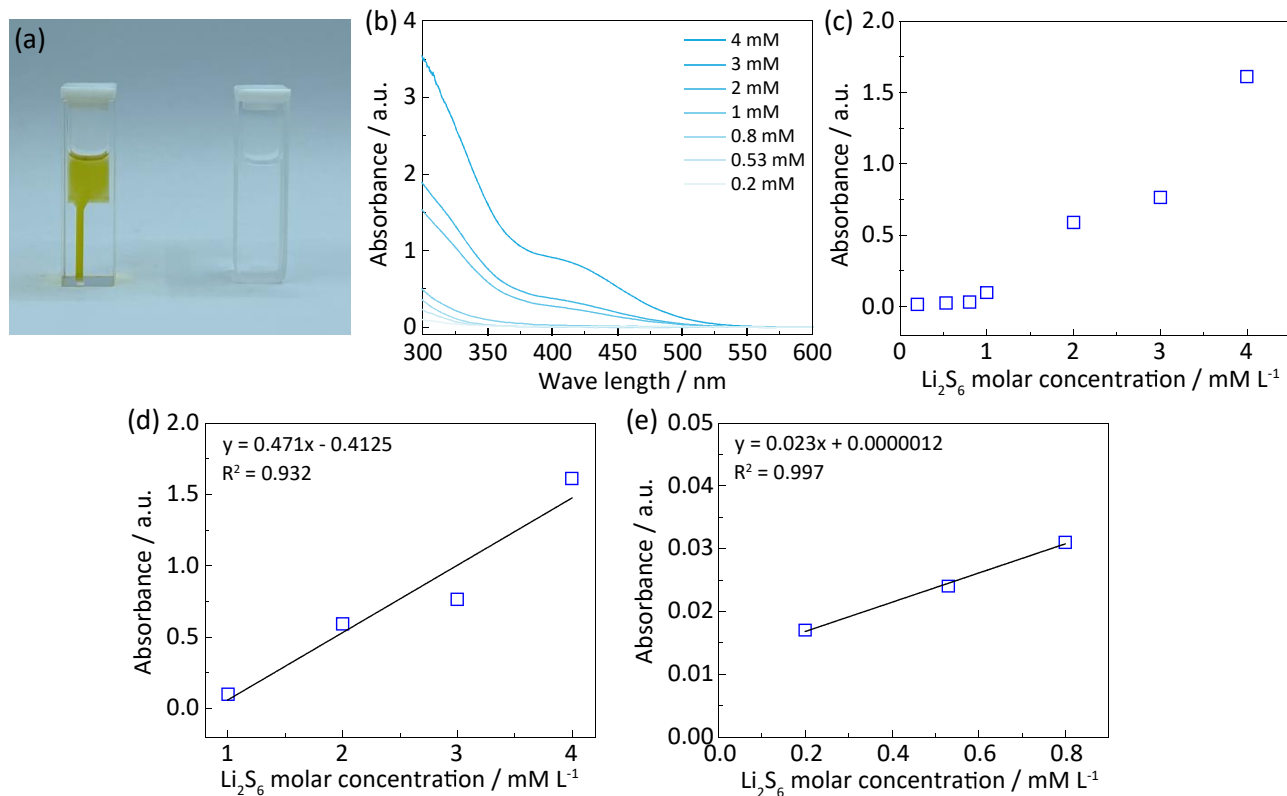 (a)
(b)
4
3
2
1
0
300 350 400 450 500 550 600
Absorbance / a.u.
Wave length / nm
4 mM
3 mM
2 mM
1 mM
0.8 mM
0.53 mM
0.2 mM
(c)
2.0
1.5
1.0
0.5
0.0
0 1 2 3 4
Absorbance / a.u.
Li₂S₆ molar concentration / mM L⁻¹
(d)
y = 0.471x - 0.4125
R² = 0.932
2.0
1.5
1.0
0.5
0.0
1 2 3 4
Absorbance / a.u.
Li₂S₆ molar concentration / mM L⁻¹
(e)
y = 0.023x + 0.0000012
R² = 0.997
0.05
0.04
0.03
0.02
0.01
0.00
0.0 0.2 0.4 0.6 0.8
Absorbance / a.u.
Li₂S₆ molar concentration / mM L⁻¹